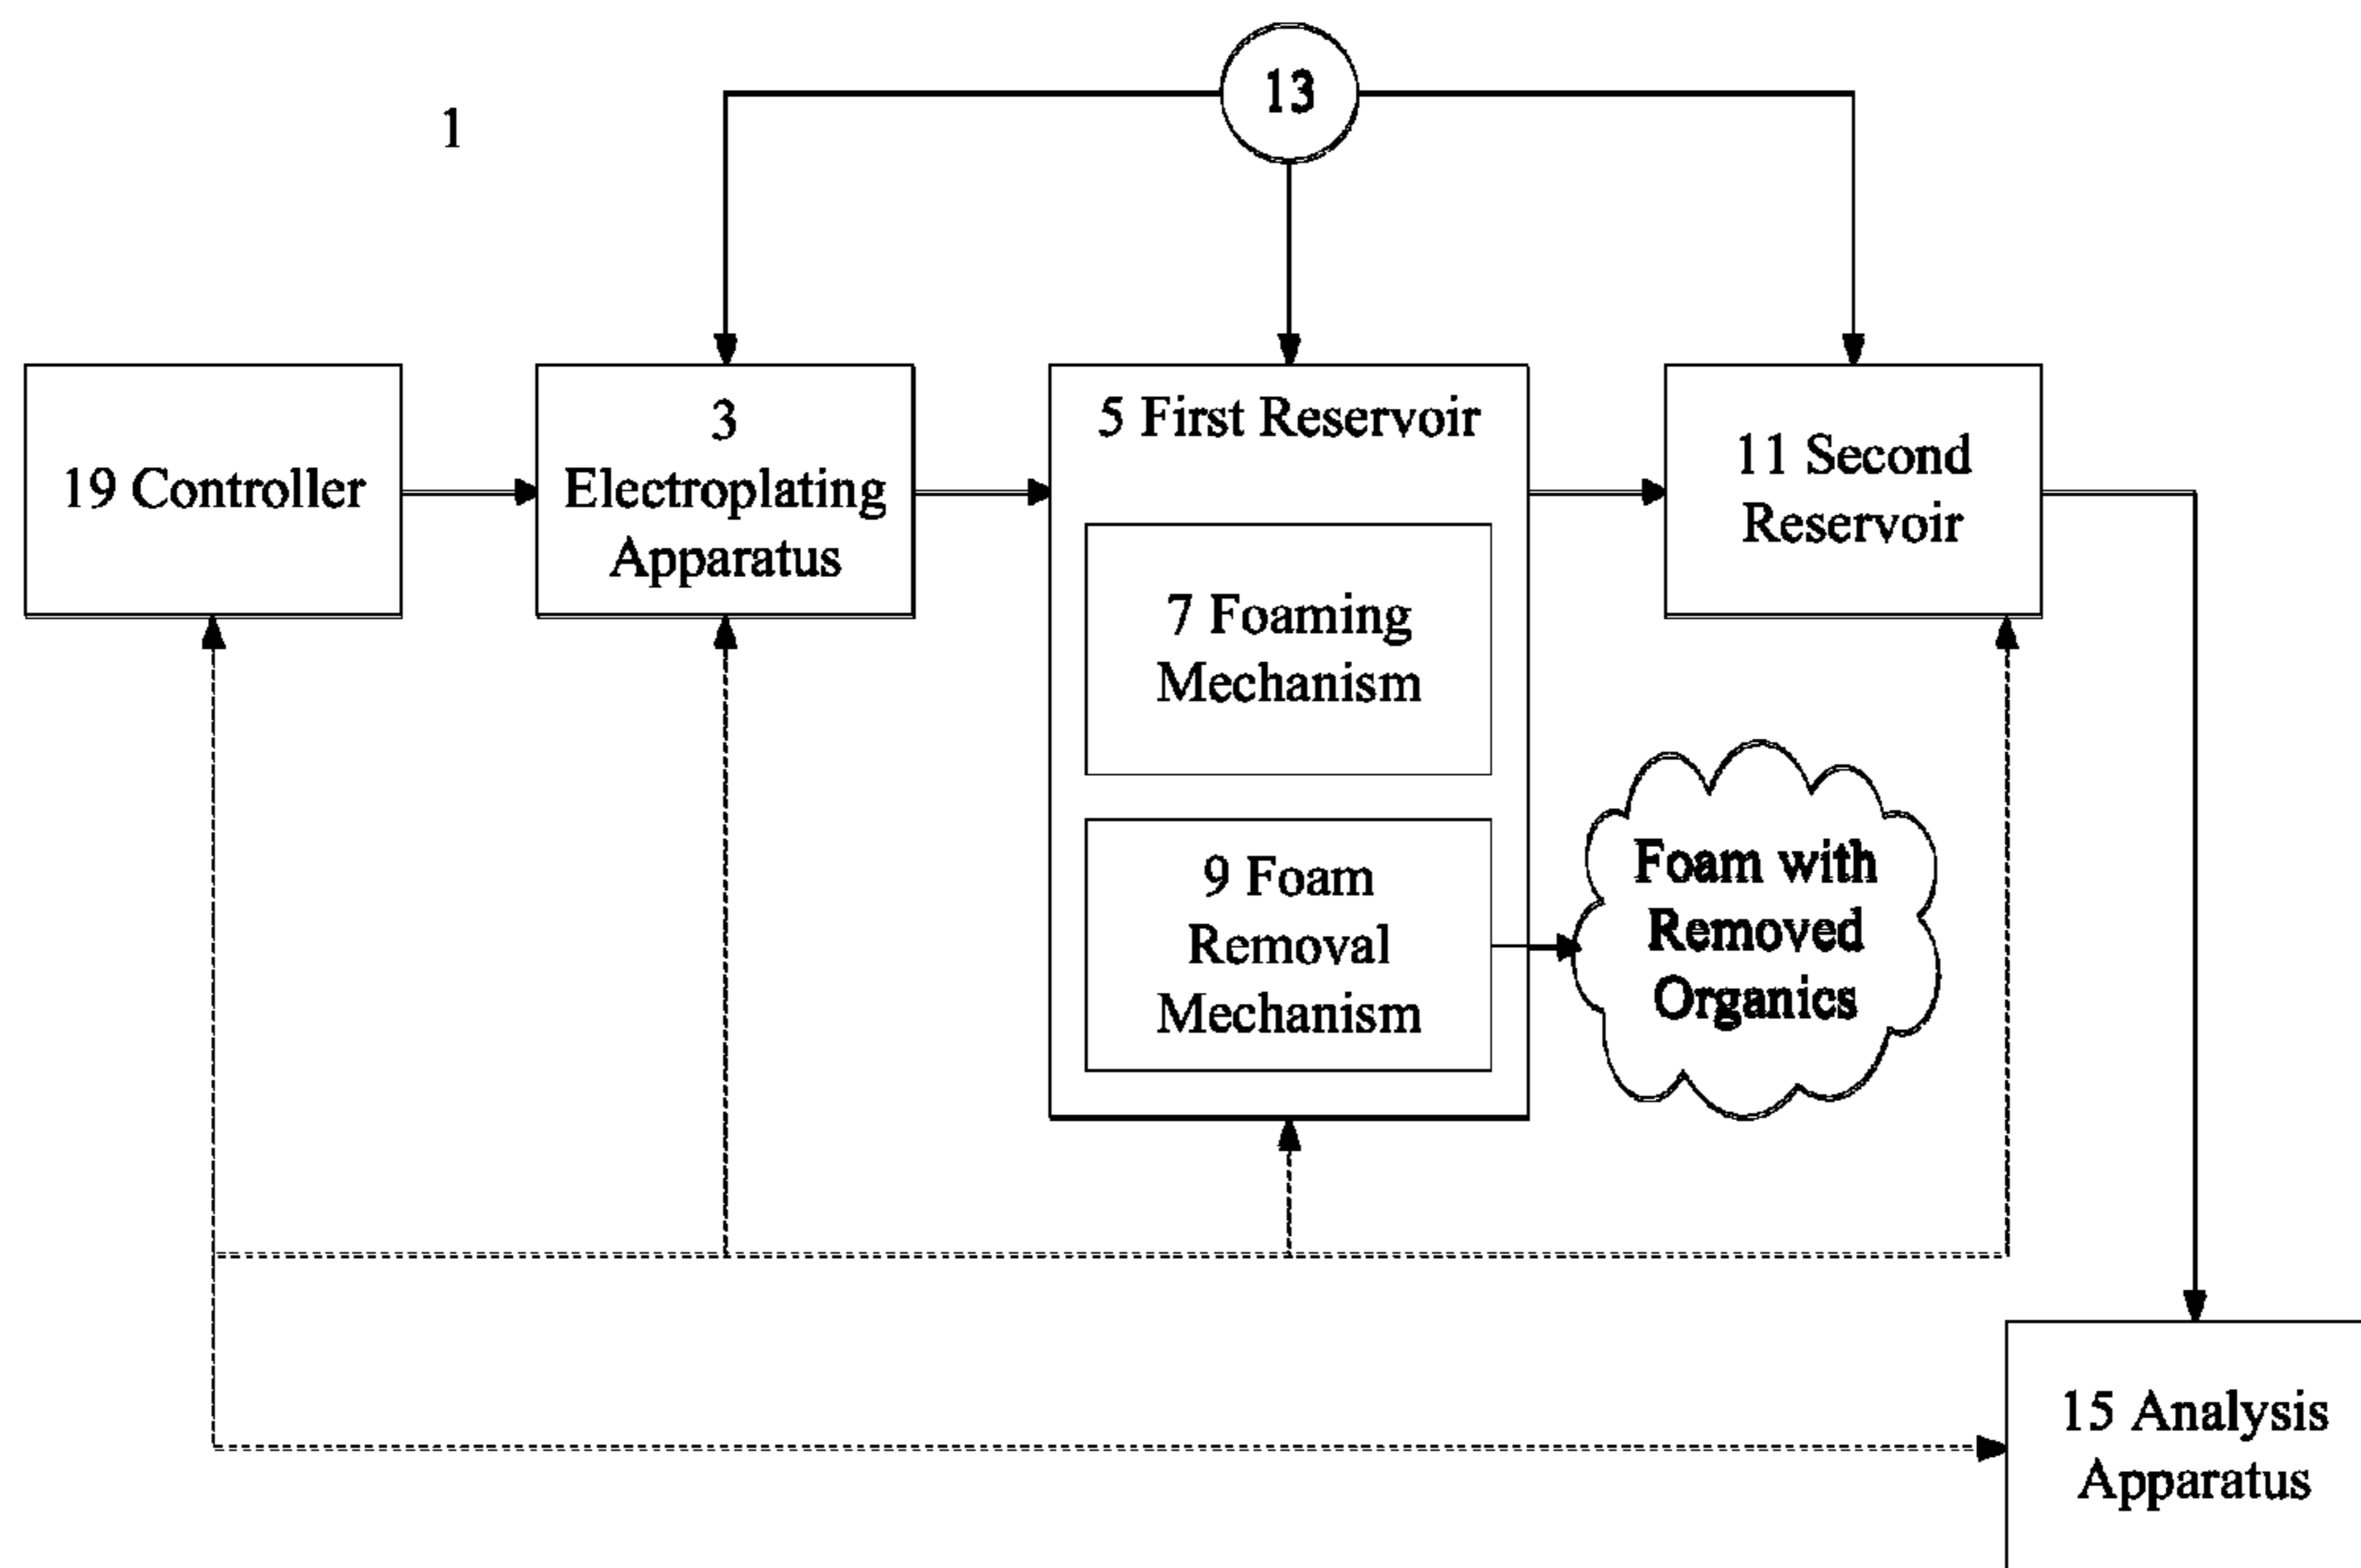 13
1
19 Controller
3
Electroplating
Apparatus
5 First Reservoir
7 Foaming
Mechanism
9 Foam
Removal
Mechanism
11 Second
Reservoir
Foam with
Removed
Organics
15 Analysis
Apparatus